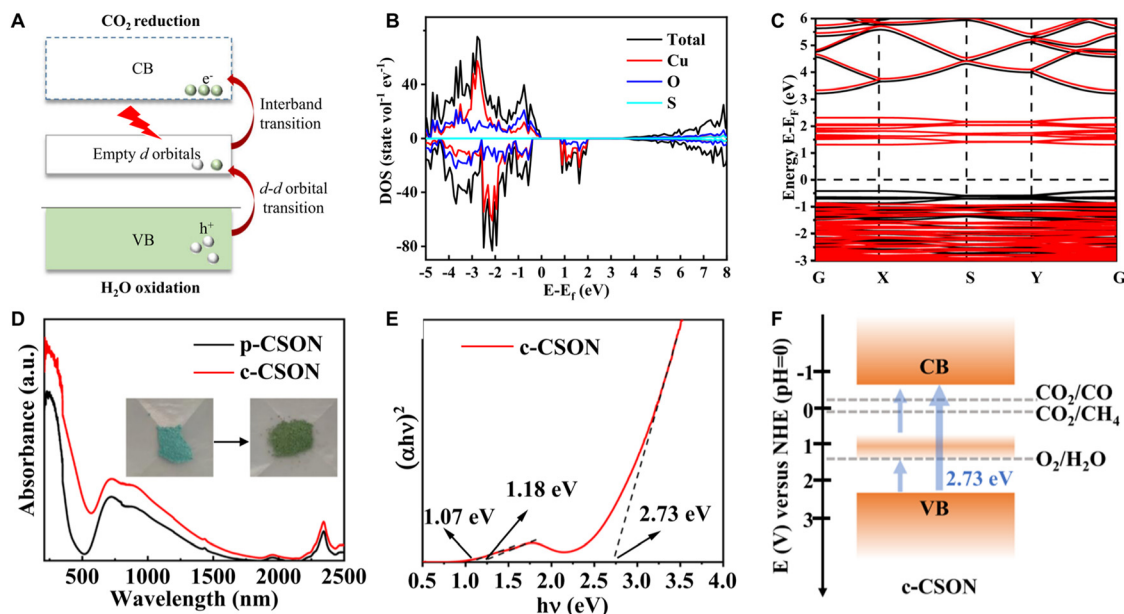 A
CO2 reduction
CB
e-
Interband
transition
Empty d orbitals
d-d orbital
transition
VB
h+
H2O oxidation
B
Total
Cu
O
S
DOS (state vol-1 ev-1)
40
0
-40
-80
-5 -4 -3 -2 -1 0 1 2 3 4 5 6 7 8
E-Ef (eV)
C
Energy E-EF (eV)
6
5
4
3
2
1
0
-1
-2
-3
G X S Y G
D
p-CSON
c-CSON
Absorbance (a.u.)
500 1000 1500 2000 2500
Wavelength (nm)
E
c-CSON
(αhν)2
1.07 eV
1.18 eV
2.73 eV
0.5 1.0 1.5 2.0 2.5 3.0 3.5 4.0
hν (eV)
F
E (V) versus NHE (pH=0)
-1
0
1
2
3
CB
CO2/CO
CO2/CH4
O2/H2O
2.73 eV
VB
c-CSON